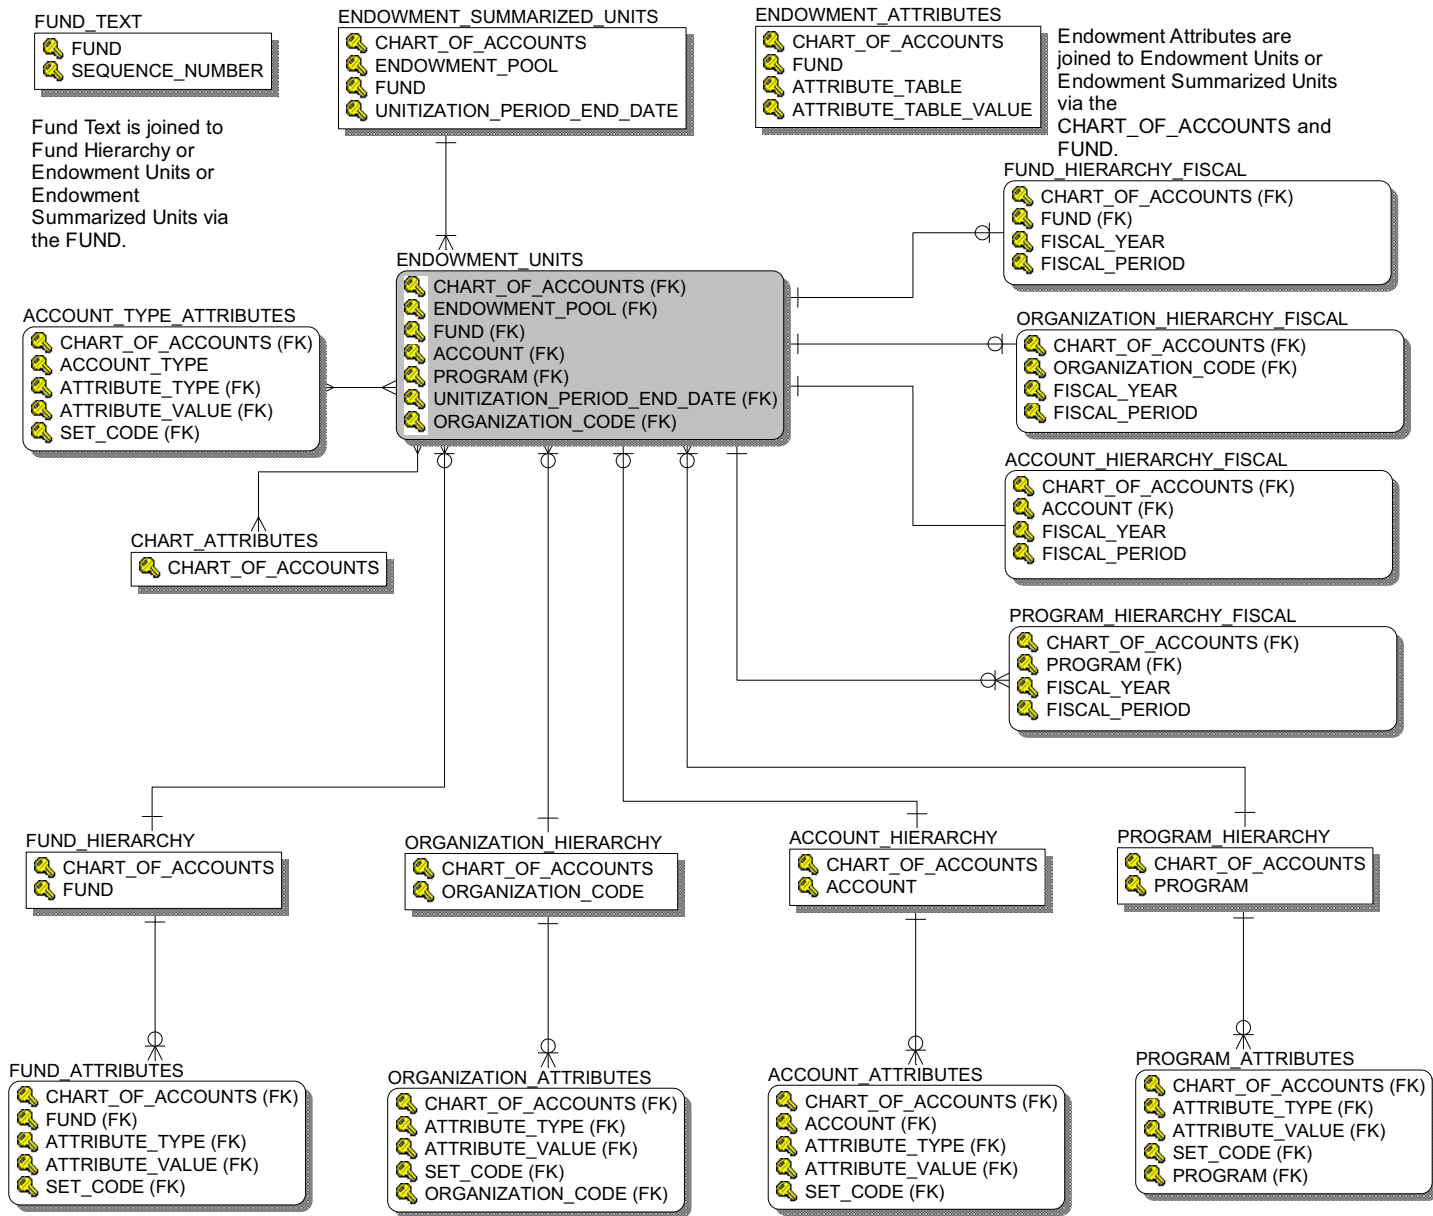 FUND_TEXT
FUND
SEQUENCE_NUMBER
Fund Text is joined to
Fund Hierarchy or
Endowment Units or
Endowment
Summarized Units via
the FUND.
ENDOWMENT_SUMMARIZED_UNITS
CHART_OF_ACCOUNTS
ENDOWMENT_POOL
FUND
UNITIZATION_PERIOD_END_DATE
ENDOWMENT_ATTRIBUTES
CHART_OF_ACCOUNTS
FUND
ATTRIBUTE_TABLE
ATTRIBUTE_TABLE_VALUE
Endowment Attributes are
joined to Endowment Units or
Endowment Summarized Units
via the
CHART_OF_ACCOUNTS and
FUND.
FUND_HIERARCHY_FISCAL
CHART_OF_ACCOUNTS (FK)
FUND (FK)
FISCAL_YEAR
FISCAL_PERIOD
ENDOWMENT_UNITS
CHART_OF_ACCOUNTS (FK)
ENDOWMENT_POOL (FK)
FUND (FK)
ACCOUNT (FK)
PROGRAM (FK)
UNITIZATION_PERIOD_END_DATE (FK)
ORGANIZATION_CODE (FK)
ACCOUNT_TYPE_ATTRIBUTES
CHART_OF_ACCOUNTS (FK)
ACCOUNT_TYPE
ATTRIBUTE_TYPE (FK)
ATTRIBUTE_VALUE (FK)
SET_CODE (FK)
ORGANIZATION_HIERARCHY_FISCAL
CHART_OF_ACCOUNTS (FK)
ORGANIZATION_CODE (FK)
FISCAL_YEAR
FISCAL_PERIOD
ACCOUNT_HIERARCHY_FISCAL
CHART_OF_ACCOUNTS (FK)
ACCOUNT (FK)
FISCAL_YEAR
FISCAL_PERIOD
CHART_ATTRIBUTES
CHART_OF_ACCOUNTS
PROGRAM_HIERARCHY_FISCAL
CHART_OF_ACCOUNTS (FK)
PROGRAM (FK)
FISCAL_YEAR
FISCAL_PERIOD
FUND_HIERARCHY
CHART_OF_ACCOUNTS
FUND
ORGANIZATION_HIERARCHY
CHART_OF_ACCOUNTS
ORGANIZATION_CODE
ACCOUNT_HIERARCHY
CHART_OF_ACCOUNTS
ACCOUNT
PROGRAM_HIERARCHY
CHART_OF_ACCOUNTS
PROGRAM
FUND_ATTRIBUTES
CHART_OF_ACCOUNTS (FK)
FUND (FK)
ATTRIBUTE_TYPE (FK)
ATTRIBUTE_VALUE (FK)
SET_CODE (FK)
ORGANIZATION_ATTRIBUTES
CHART_OF_ACCOUNTS (FK)
ATTRIBUTE_TYPE (FK)
ATTRIBUTE_VALUE (FK)
SET_CODE (FK)
ORGANIZATION_CODE (FK)
ACCOUNT_ATTRIBUTES
CHART_OF_ACCOUNTS (FK)
ACCOUNT (FK)
ATTRIBUTE_TYPE (FK)
ATTRIBUTE_VALUE (FK)
SET_CODE (FK)
PROGRAM_ATTRIBUTES
CHART_OF_ACCOUNTS (FK)
ATTRIBUTE_TYPE (FK)
ATTRIBUTE_VALUE (FK)
SET_CODE (FK)
PROGRAM (FK)